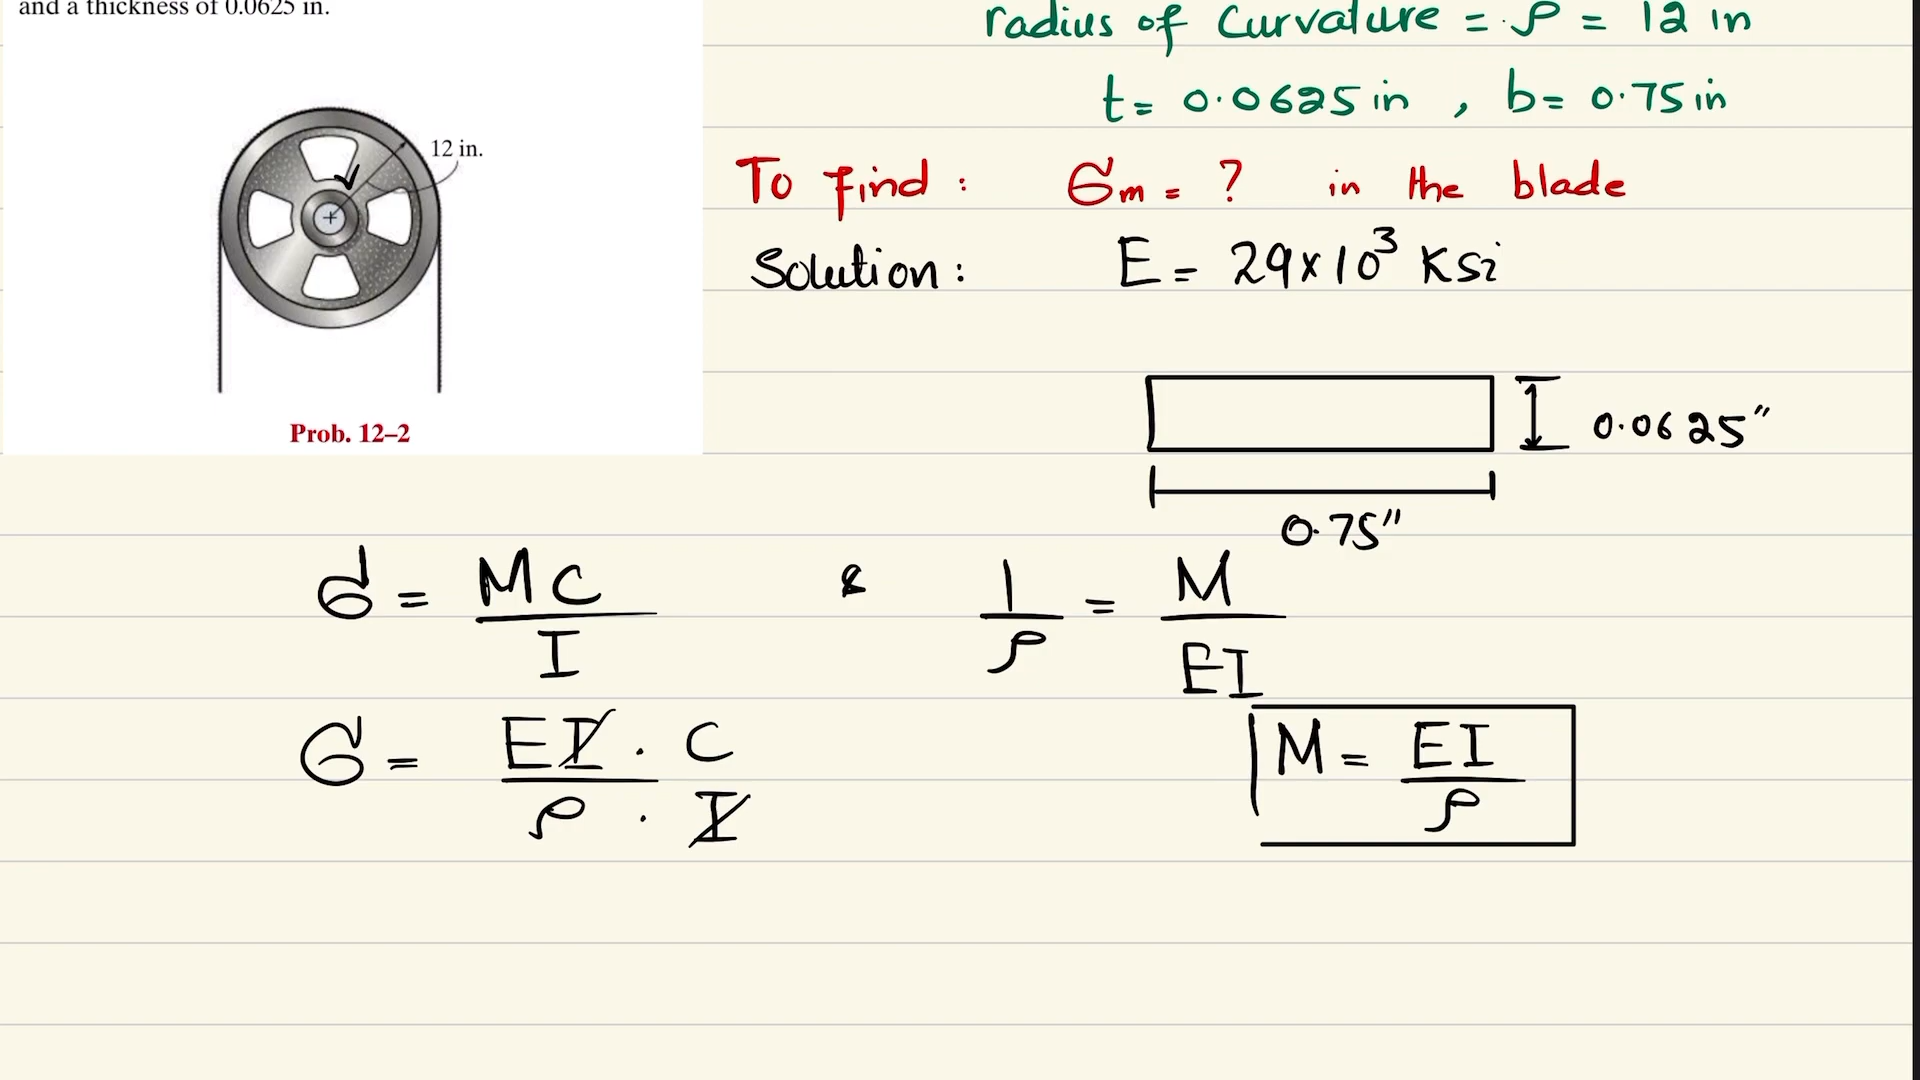 and a thickness of 0.0625 in.
12 in.
Prob. 12–2
radius of curvature = ρ = 12 in
t = 0.0625 in , b = 0.75 in
To find : σm = ? in the blade
Solution : E = 29×10³ Ksi
0.0625"
0.75"
σ = MC/I & 1/ρ = M/EI
σ = EI · C / ρ · I
M = EI/ρ